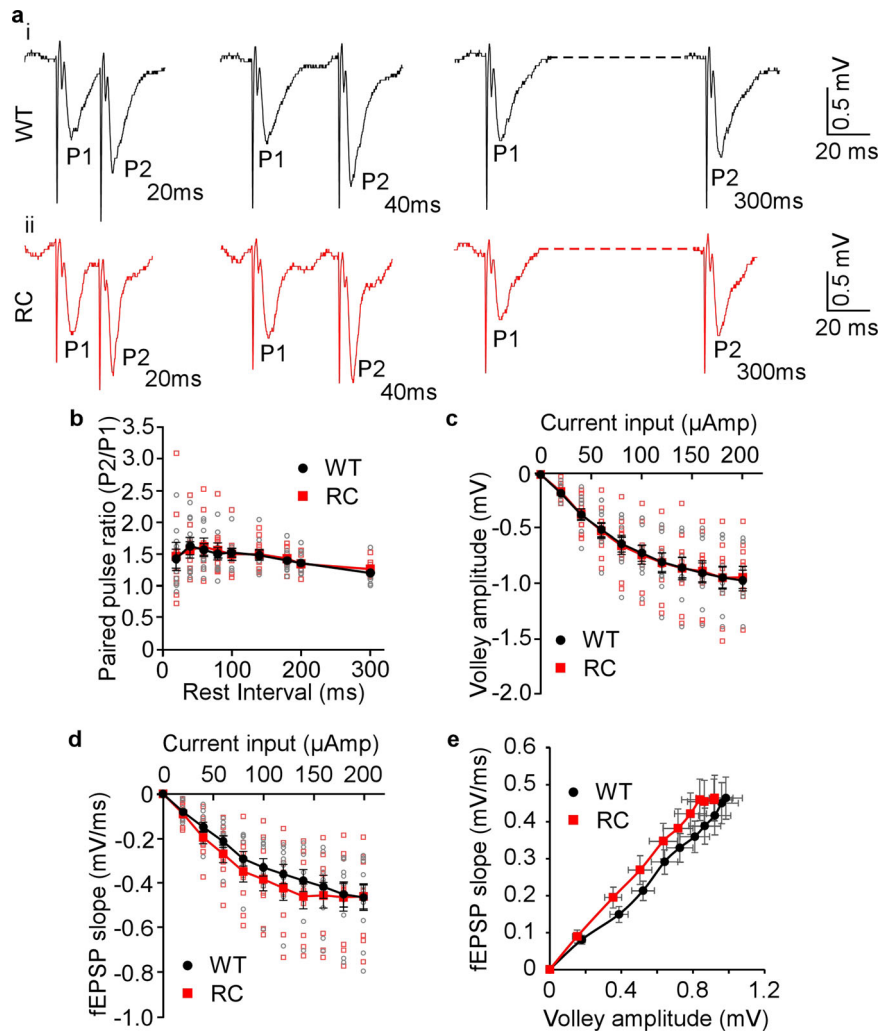 a
i
WT
P1
P2
20ms
P1
P2
40ms
P1
P2
300ms
0.5 mV
20 ms
ii
RC
P1
P2
20ms
P1
P2
40ms
P1
P2
300ms
0.5 mV
20 ms
b
Paired pulse ratio (P2/P1)
3.5
3.0
2.5
2.0
1.5
1.0
0.5
0
WT
RC
0 100 200 300
Rest Interval (ms)
c
Current input (µAmp)
0 50 100 150 200
Volley amplitude (mV)
0
-0.5
-1.0
-1.5
-2.0
WT
RC
d
Current input (µAmp)
0 50 100 150 200
fEPSP slope (mV/ms)
0
-0.2
-0.4
-0.6
-0.8
-1.0
WT
RC
e
fEPSP slope (mV/ms)
0.6
0.5
0.4
0.3
0.2
0.1
0
WT
RC
0 0.4 0.8 1.2
Volley amplitude (mV)